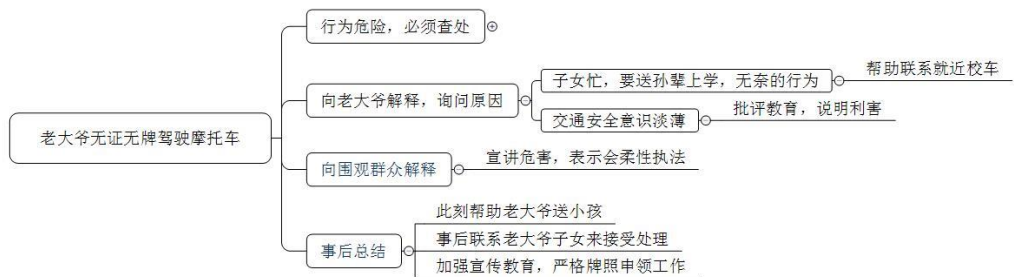 老大爷无证无牌驾驶摩托车
行为危险，必须查处
向老大爷解释，询问原因
子女忙，要送孙辈上学，无奈的行为
帮助联系就近校车
交通安全意识淡薄
批评教育，说明利害
向围观群众解释
宣讲危害，表示会柔性执法
事后总结
此刻帮助老大爷送小孩
事后联系老大爷子女来接受处理
加强宣传教育，严格牌照申领工作